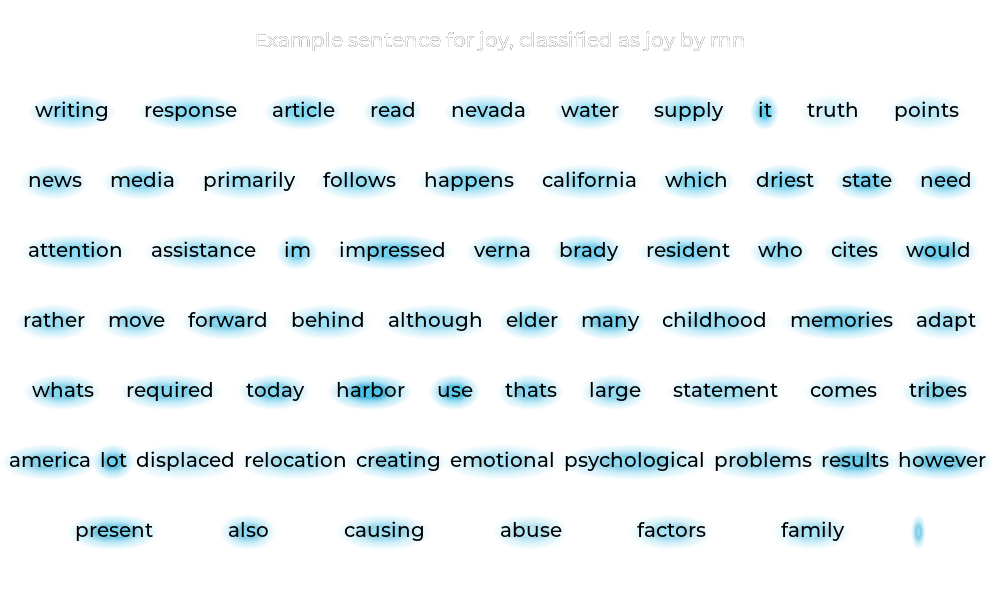 Example sentence for joy, classified as joy by rnn
writing response article read nevada water supply it truth points
news media primarily follows happens california which driest state need
attention assistance im impressed verna brady resident who cites would
rather move forward behind although elder many childhood memories adapt
whats required today harbor use thats large statement comes tribes
america lot displaced relocation creating emotional psychological problems results however
present also causing abuse factors family